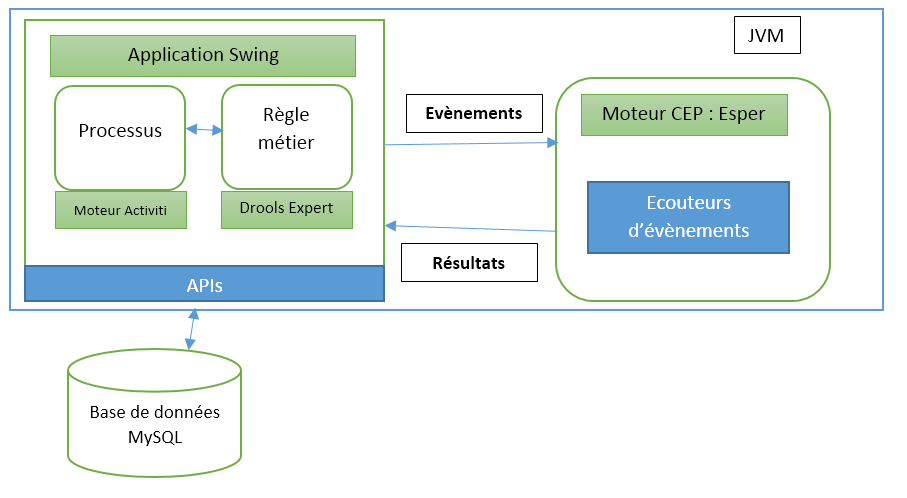 JVM
Application Swing
Processus
Règle
métier
Moteur Activiti
Drools Expert
APIs
Evènements
Résultats
Moteur CEP : Esper
Ecouteurs
d’évènements
Base de données
MySQL